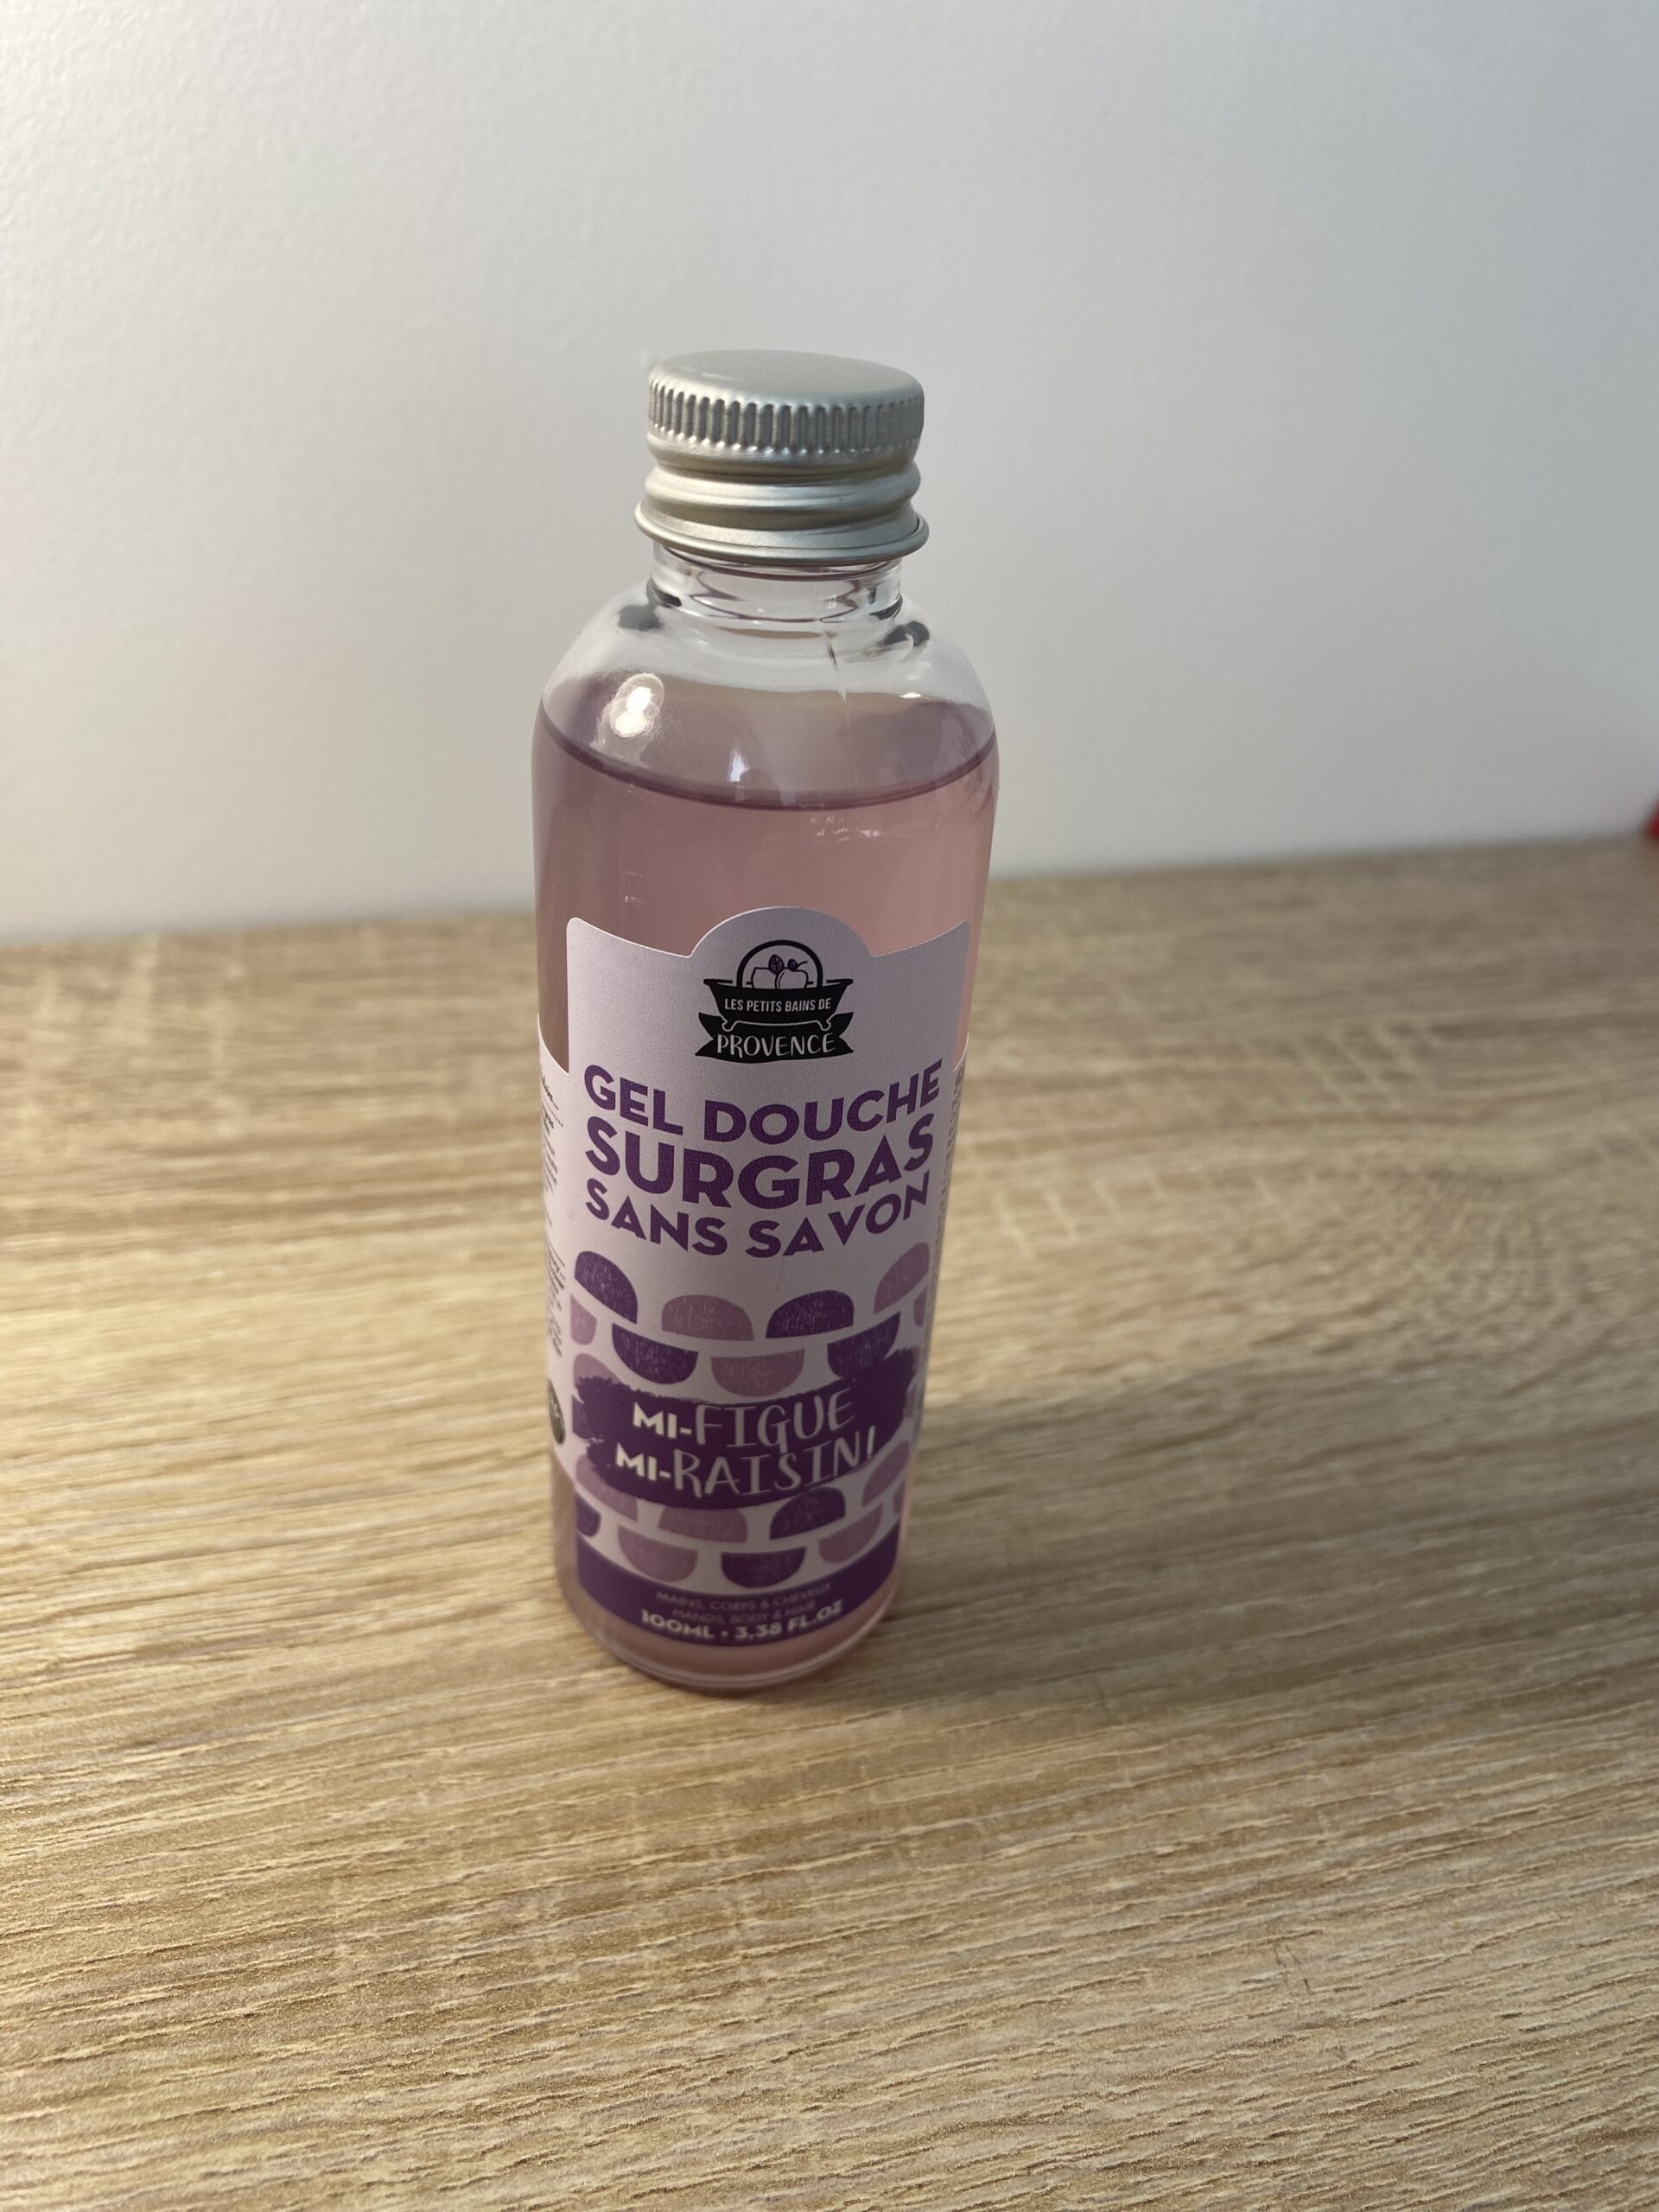 LES PETITS BAINS DE
PROVENCE
GEL DOUCHE
SURGRAS
SANS SAVON
MI-FIGUE
MI-RAISIN!
MAINS, CORPS & CHEVEUX
HANDS, BODY & HAIR
100ML - 3.38 FL.OZ